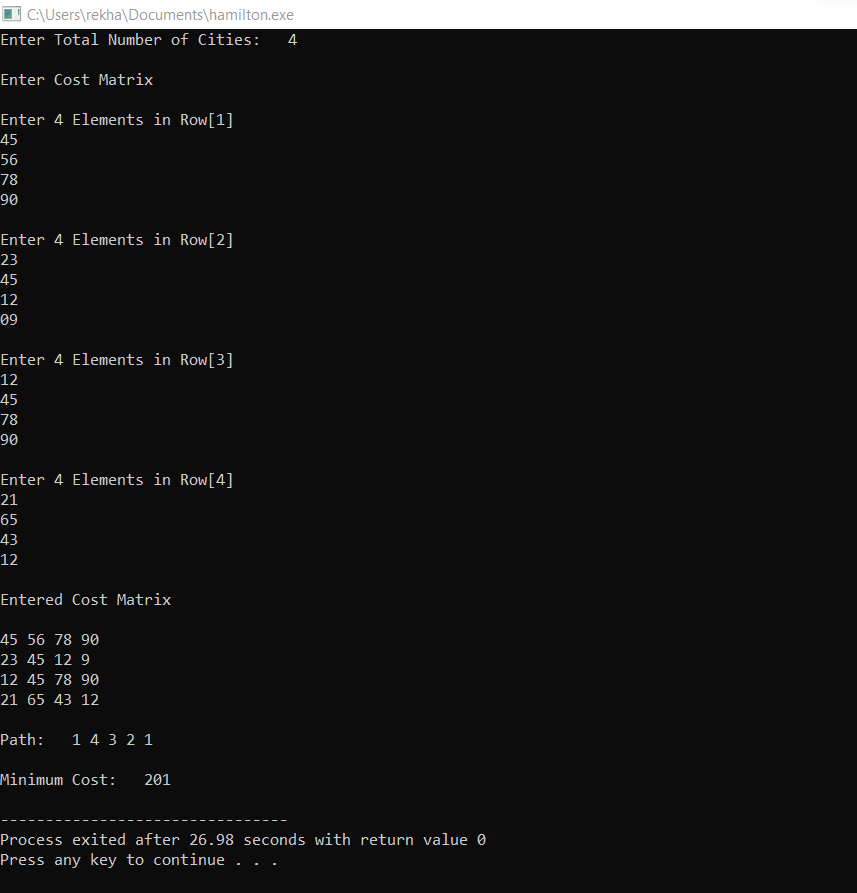 C:\Users\rekha\Documents\hamilton.exe
Enter Total Number of Cities:   4
Enter Cost Matrix
Enter 4 Elements in Row[1]
45
56
78
90
Enter 4 Elements in Row[2]
23
45
12
09
Enter 4 Elements in Row[3]
12
45
78
90
Enter 4 Elements in Row[4]
21
65
43
12
Entered Cost Matrix
45 56 78 90
23 45 12 9
12 45 78 90
21 65 43 12
Path:   1 4 3 2 1
Minimum Cost:   201
--------------------------------
Process exited after 26.98 seconds with return value 0
Press any key to continue . . .